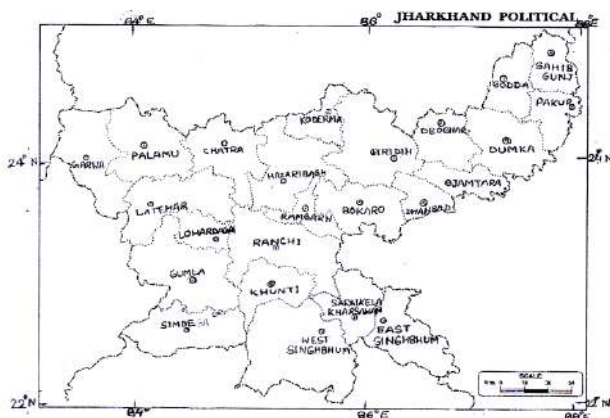 JHARKHAND POLITICAL
84°E
86°
88°E
SAHIB
GUNJ
GODDA
PAKUR
KODERMA
DEOGHAR
GIRIDIH
DUMKA
24°N
GARWA
PALAMU
CHATRA
24°N
HAZARIBAGH
JAMTARA
LATEHAR
RAMGARH
BOKARO
DHANBAD
LOHARDAGA
RANCHI
GUMLA
KHUNTI
SARAIKELA
KHARSAWAN
SIMDEGA
WEST
SINGHBHUM
EAST
SINGHBHUM
SCALE
22°N
22°N
84°
86°
88°E